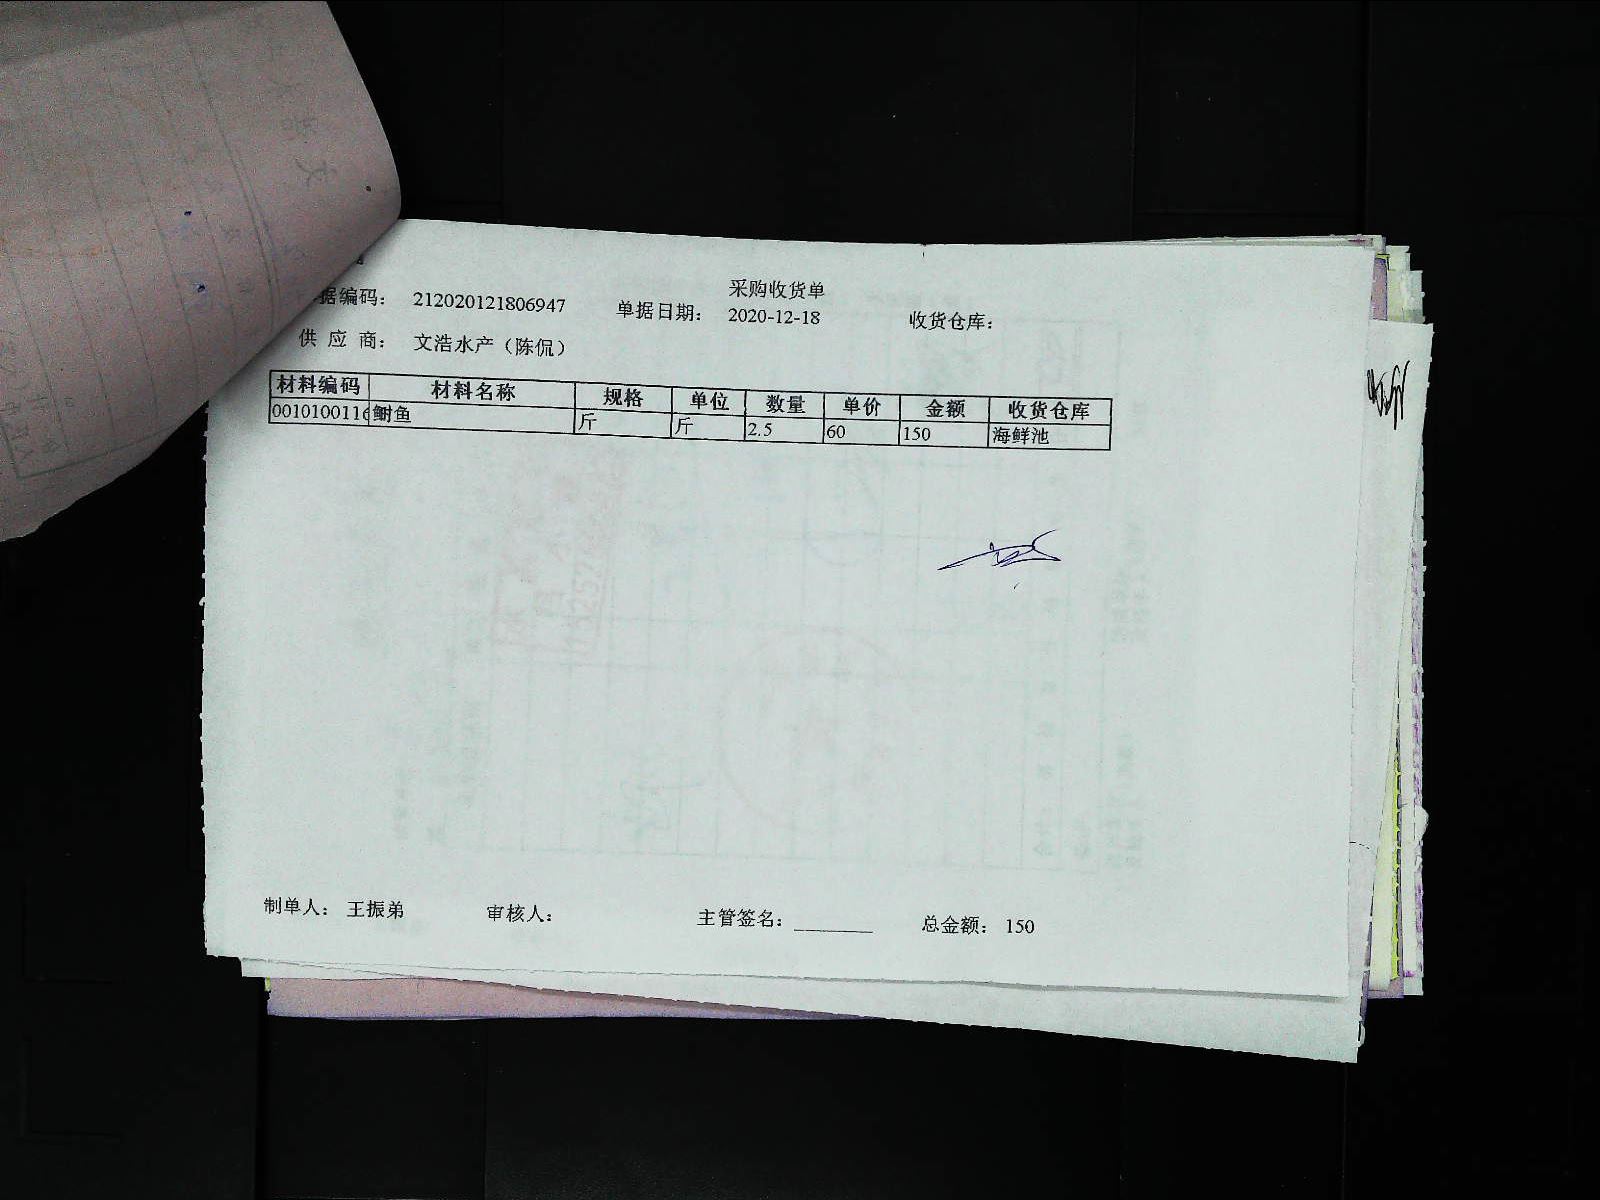 采购收货单
据编码： 212020121806947 单据日期： 2020-12-18 收货仓库：
供 应 商： 文浩水产（陈侃）
材料编码 材料名称 规格 单位 数量 单价 金额 收货仓库
0010100116 鲥鱼 斤 斤 2.5 60 150 海鲜池
制单人： 王振弟 审核人： 主管签名：________ 总金额： 150